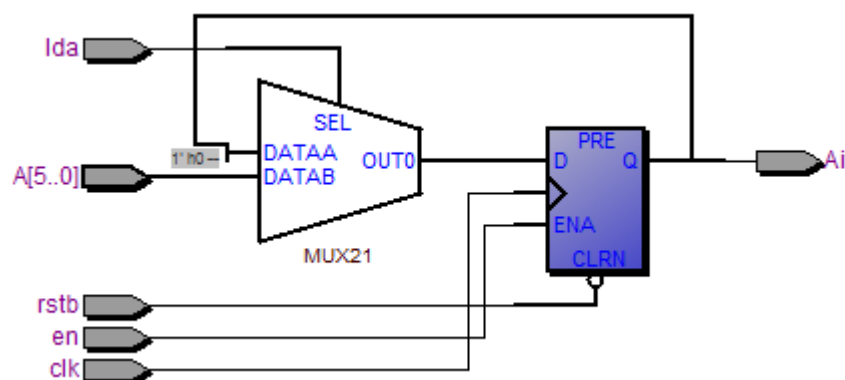 lda
SEL
PRE
1' h0
DATAA
OUT0
D
Q
Ai
A[5..0]
DATAB
ENA
MUX21
CLRN
rstb
en
clk